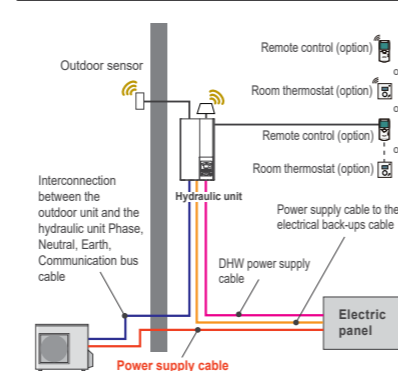 Remote control (option)
o
Outdoor sensor
Room thermostat (option)
o
Remote control (option)
o
Room thermostat (option)
Interconnection
between the
outdoor unit and the
hydraulic unit Phase,
Neutral, Earth,
Communication bus
cable
Hydraulic unit
Power supply cable to the
electrical back-ups cable
DHW power supply
cable
Electric
panel
Power supply cable